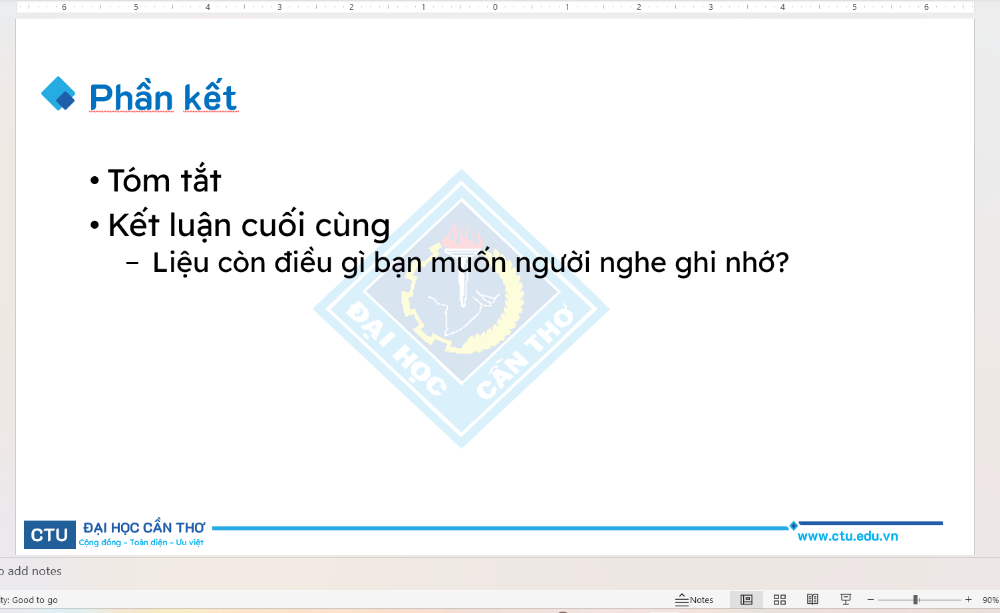 6 5 4 3 2 1 0 1 2 3 4 5 6
Phần kết
• Tóm tắt
• Kết luận cuối cùng
– Liệu còn điều gì bạn muốn người nghe ghi nhớ?
ĐẠI HỌC CẦN THƠ
CTU
ĐẠI HỌC CẦN THƠ
Cộng đồng – Toàn diện – Ưu việt
www.ctu.edu.vn
add notes
ty: Good to go
Notes
90%